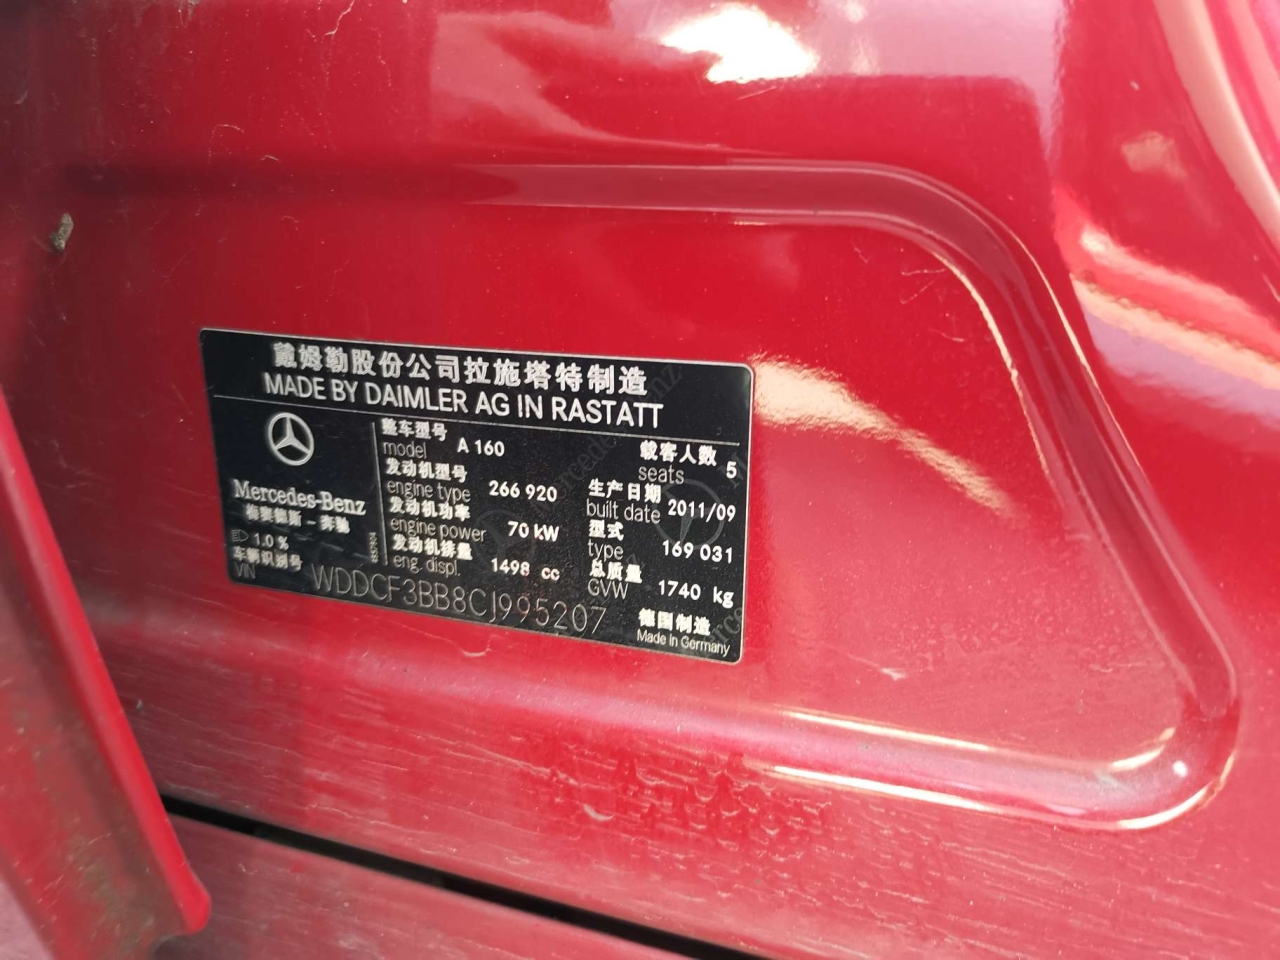 戴姆勒股份公司拉施塔特制造
MADE BY DAIMLER AG IN RASTATT
Mercedes-Benz
梅赛德斯－奔驰
整车型号
model A 160
载客人数
seats 5
发动机型号
engine type 266 920
生产日期
built date 2011/09
发动机功率
engine power 70 kW
型式
type 169 031
发动机排量
eng. displ. 1498 cc
总质量
GVW 1740 kg
1.0 %
车辆识别号
VIN WDDCF3BB8CJ995207
德国制造
Made in Germany